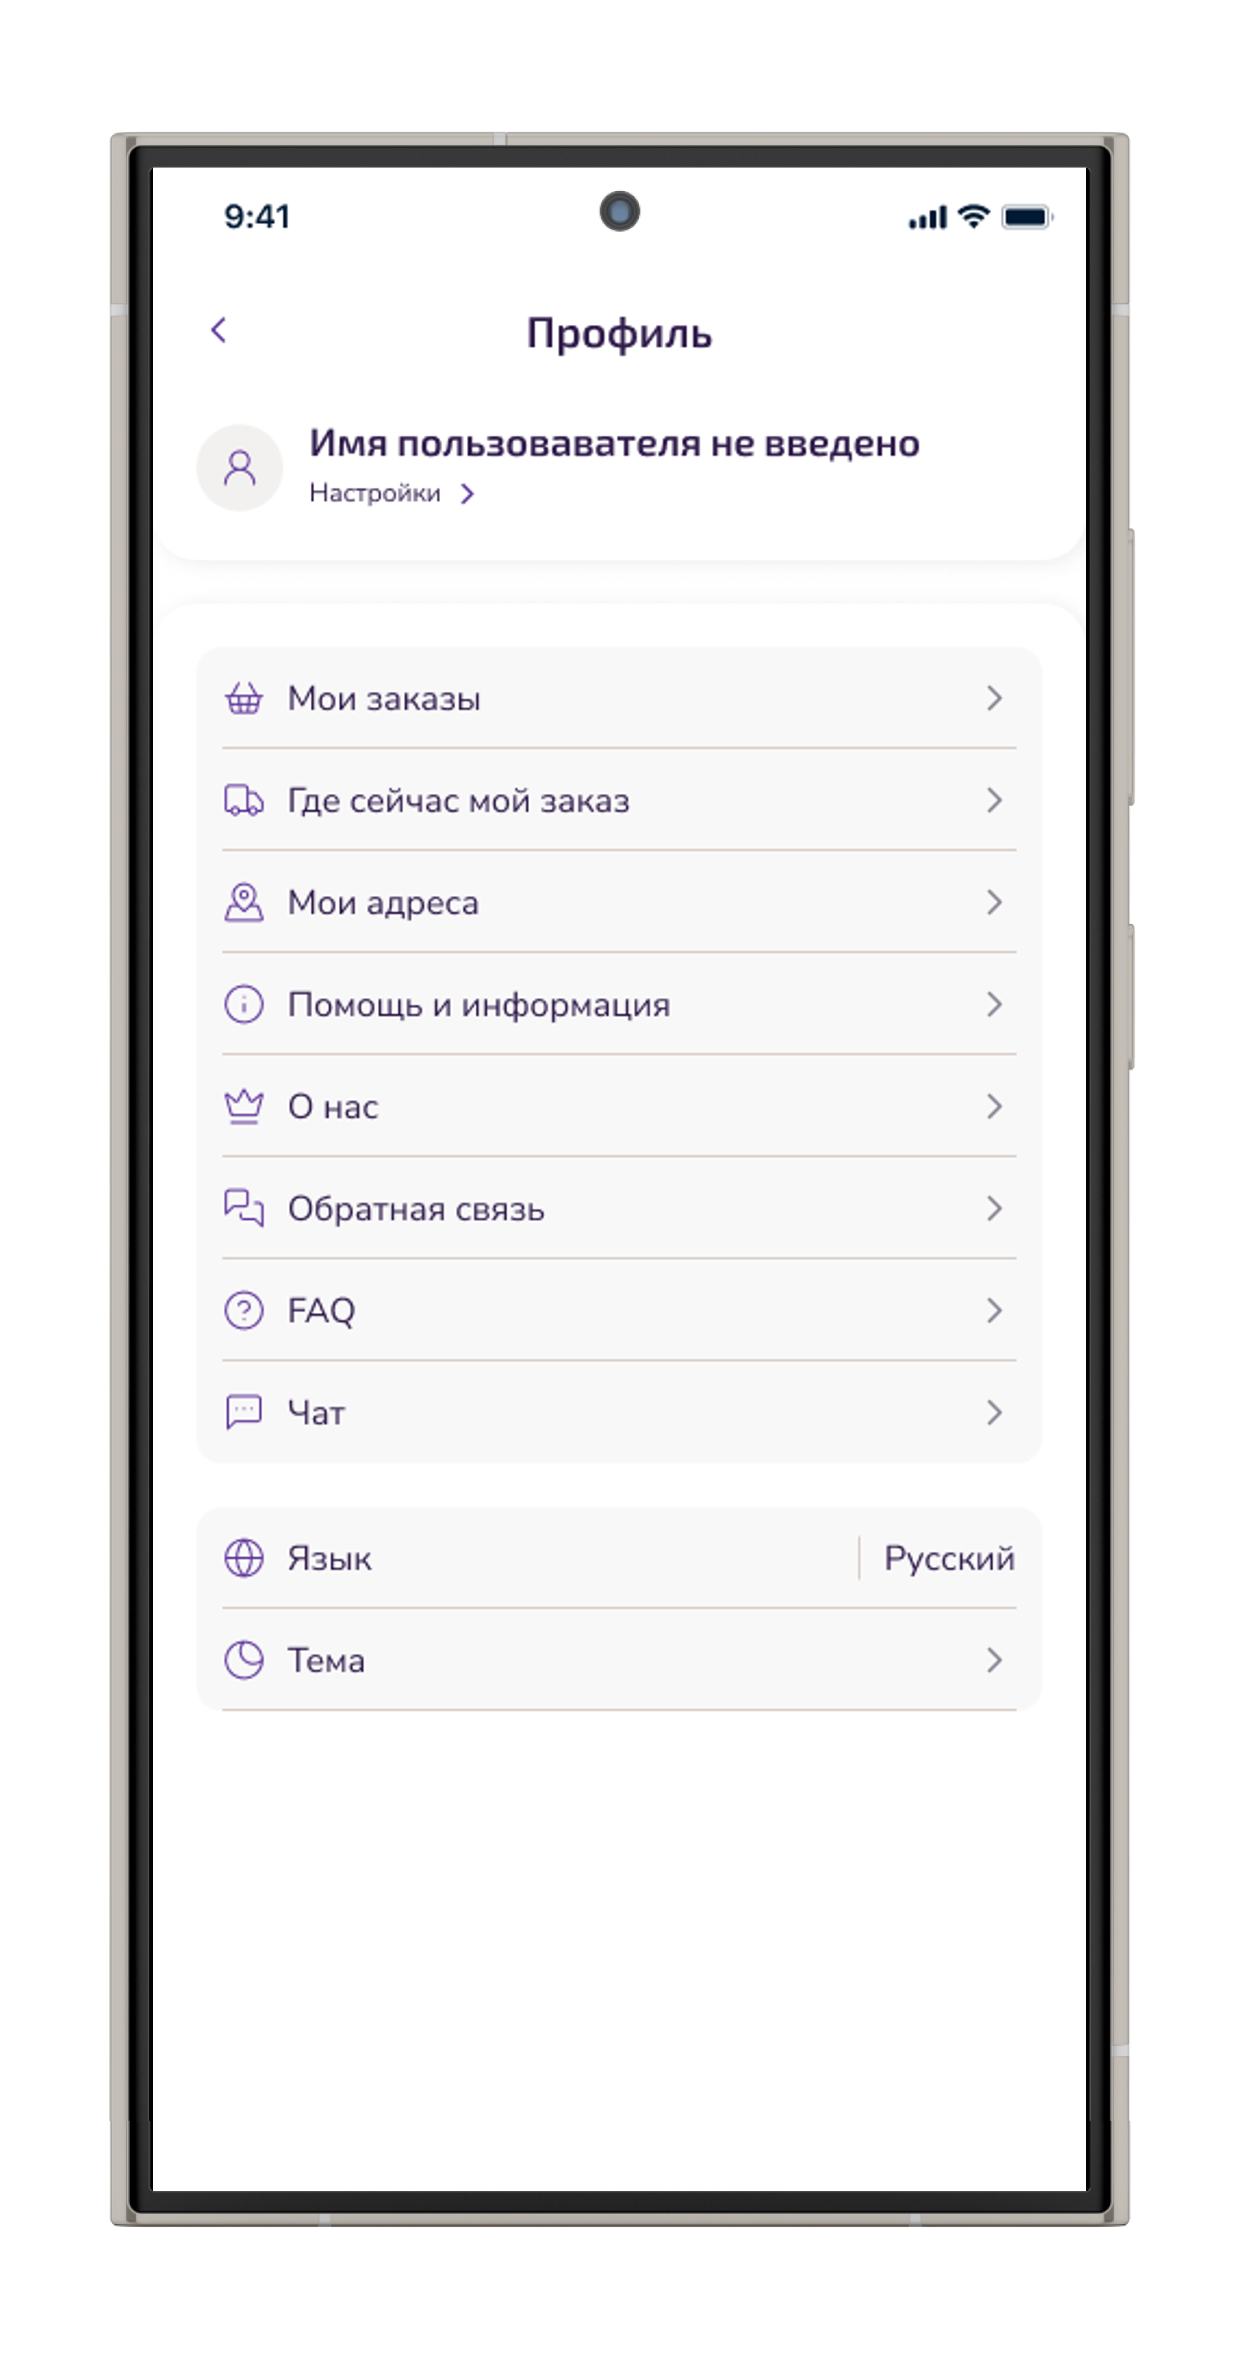 9:41
Профиль
Имя пользовавателя не введено
Настройки
Мои заказы
Где сейчас мой заказ
Мои адреса
Помощь и информация
О нас
Обратная связь
FAQ
Чат
Язык
Русский
Тема